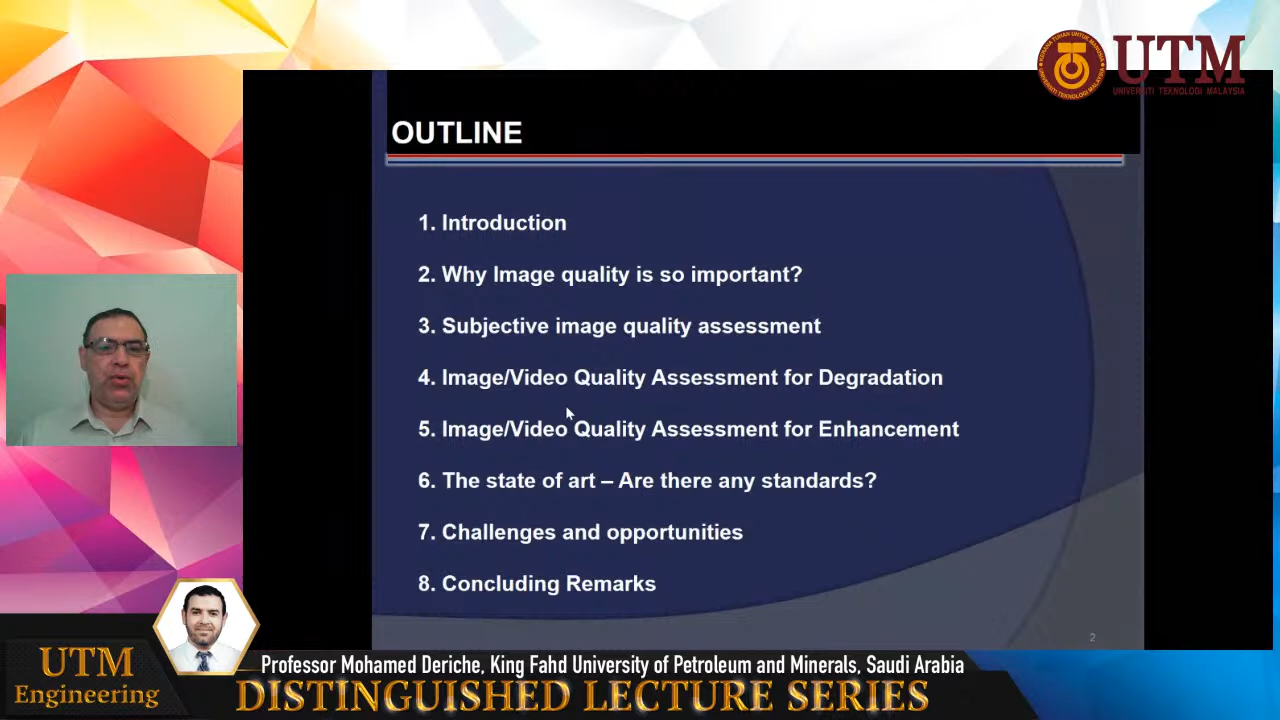 UTM
UNIVERSITI TEKNOLOGI MALAYSIA
OUTLINE
1. Introduction
2. Why Image quality is so important?
3. Subjective image quality assessment
4. Image/Video Quality Assessment for Degradation
5. Image/Video Quality Assessment for Enhancement
6. The state of art – Are there any standards?
7. Challenges and opportunities
8. Concluding Remarks
2
UTM
Engineering
Professor Mohamed Deriche, King Fahd University of Petroleum and Minerals, Saudi Arabia
DISTINGUISHED LECTURE SERIES